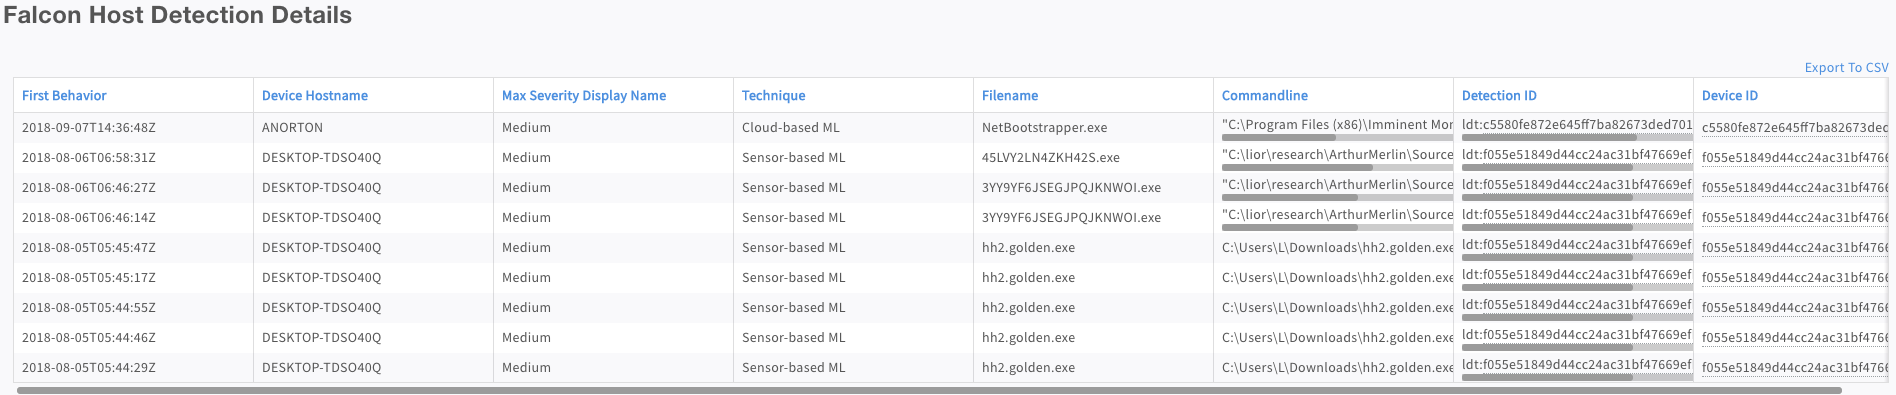 Falcon Host Detection Details
Export To CSV
First Behavior Device Hostname Max Severity Display Name Technique Filename Commandline Detection ID Device ID
2018-09-07T14:36:48Z ANORTON Medium Cloud-based ML NetBootstrapper.exe "C:\Program Files (x86)\Imminent Mor ldt:c5580fe872e645ff7ba82673ded701 c5580fe872e645ff7ba82673dec
2018-08-06T06:58:31Z DESKTOP-TDSO40Q Medium Sensor-based ML 45LVY2LN4ZKH42S.exe "C:\lior\research\ArthurMerlin\Source ldt:f055e51849d44cc24ac31bf47669ef f055e51849d44cc24ac31bf4766
2018-08-06T06:46:27Z DESKTOP-TDSO40Q Medium Sensor-based ML 3YY9YF6JSEGJPQJKNWOI.exe "C:\lior\research\ArthurMerlin\Source ldt:f055e51849d44cc24ac31bf47669ef f055e51849d44cc24ac31bf4766
2018-08-06T06:46:14Z DESKTOP-TDSO40Q Medium Sensor-based ML 3YY9YF6JSEGJPQJKNWOI.exe "C:\lior\research\ArthurMerlin\Source ldt:f055e51849d44cc24ac31bf47669ef f055e51849d44cc24ac31bf4766
2018-08-05T05:45:47Z DESKTOP-TDSO40Q Medium Sensor-based ML hh2.golden.exe C:\Users\L\Downloads\hh2.golden.exe ldt:f055e51849d44cc24ac31bf47669ef f055e51849d44cc24ac31bf4766
2018-08-05T05:45:17Z DESKTOP-TDSO40Q Medium Sensor-based ML hh2.golden.exe C:\Users\L\Downloads\hh2.golden.exe ldt:f055e51849d44cc24ac31bf47669ef f055e51849d44cc24ac31bf4766
2018-08-05T05:44:55Z DESKTOP-TDSO40Q Medium Sensor-based ML hh2.golden.exe C:\Users\L\Downloads\hh2.golden.exe ldt:f055e51849d44cc24ac31bf47669ef f055e51849d44cc24ac31bf4766
2018-08-05T05:44:46Z DESKTOP-TDSO40Q Medium Sensor-based ML hh2.golden.exe C:\Users\L\Downloads\hh2.golden.exe ldt:f055e51849d44cc24ac31bf47669ef f055e51849d44cc24ac31bf4766
2018-08-05T05:44:29Z DESKTOP-TDSO40Q Medium Sensor-based ML hh2.golden.exe C:\Users\L\Downloads\hh2.golden.exe ldt:f055e51849d44cc24ac31bf47669ef f055e51849d44cc24ac31bf4766